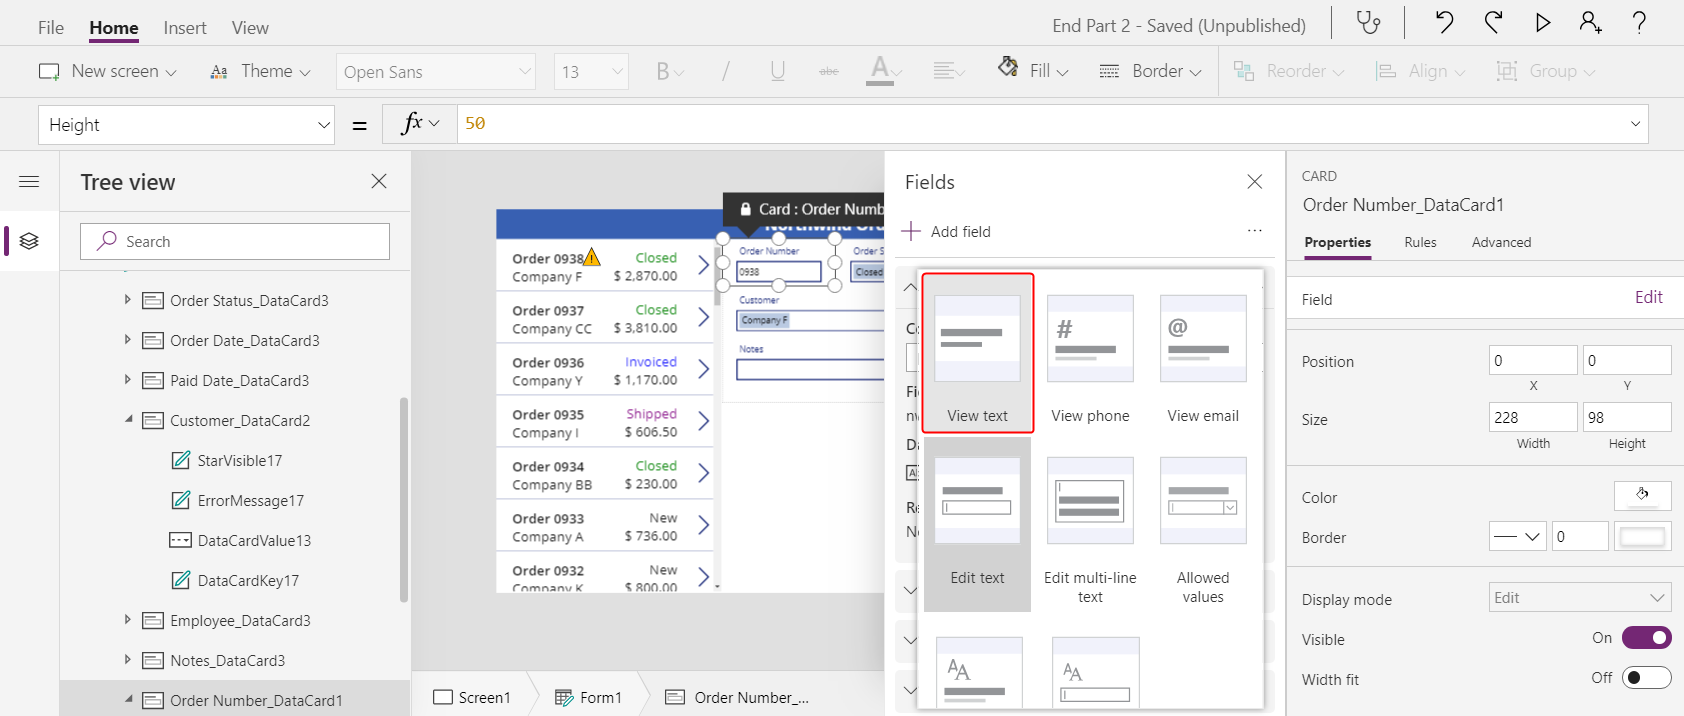 File Home Insert View
End Part 2 - Saved (Unpublished)
New screen Theme Open Sans 13 B I U abc A Fill Border Reorder Align Group
Height = fx 50
Tree view
Search
Order Status_DataCard3
Order Date_DataCard3
Paid Date_DataCard3
Customer_DataCard2
StarVisible17
ErrorMessage17
DataCardValue13
DataCardKey17
Employee_DataCard3
Notes_DataCard3
Order Number_DataCard1
Card : Order Numb
Order 0938 Closed
Company F $ 2,870.00
Order 0937 Closed
Company CC $ 3,810.00
Order 0936 Invoiced
Company Y $ 1,170.00
Order 0935 Shipped
Company I $ 606.50
Order 0934 Closed
Company BB $ 230.00
Order 0933 New
Company A $ 736.00
Order 0932 New
Company K $ 800.00
Order Number Order S
0938 Closed
Customer
Company F
Notes
Screen1 Form1 Order Number_...
Fields
Add field ...
View text View phone View email
# @
Edit text Edit multi-line text Allowed values
AA AA
CARD
Order Number_DataCard1
Properties Rules Advanced
Field Edit
Position 0 0
X Y
Size 228 98
Width Height
Color
Border 0
Display mode Edit
Visible On
Width fit Off